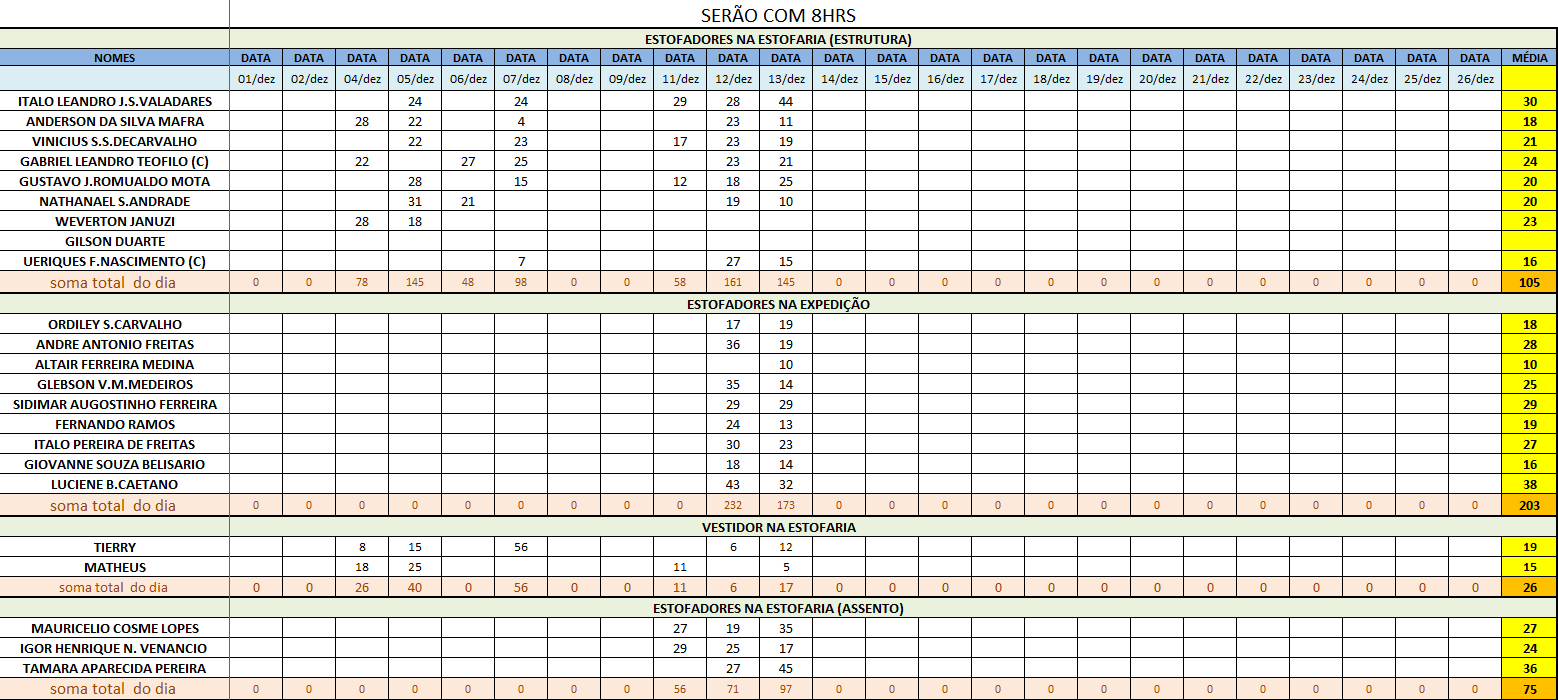 SERÃO COM 8HRS
ESTOFADORES NA ESTOFARIA (ESTRUTURA)
NOMES DATA DATA DATA DATA DATA DATA DATA DATA DATA DATA DATA DATA DATA DATA DATA DATA DATA DATA DATA DATA DATA DATA DATA DATA MÉDIA
01/dez 02/dez 04/dez 05/dez 06/dez 07/dez 08/dez 09/dez 11/dez 12/dez 13/dez 14/dez 15/dez 16/dez 17/dez 18/dez 19/dez 20/dez 21/dez 22/dez 23/dez 24/dez 25/dez 26/dez
ITALO LEANDRO J.S.VALADARES 24 24 29 28 44 30
ANDERSON DA SILVA MAFRA 28 22 4 23 11 18
VINICIUS S.S.DECARVALHO 22 23 17 23 19 21
GABRIEL LEANDRO TEOFILO (C) 22 27 25 23 21 24
GUSTAVO J.ROMUALDO MOTA 28 15 12 18 25 20
NATHANAEL S.ANDRADE 31 21 19 10 20
WEVERTON JANUZI 28 18 23
GILSON DUARTE
UERIQUES F.NASCIMENTO (C) 7 27 15 16
soma total do dia 0 0 78 145 48 98 0 0 58 161 145 0 0 0 0 0 0 0 0 0 0 0 0 0 105
ESTOFADORES NA EXPEDIÇÃO
ORDILEY S.CARVALHO 17 19 18
ANDRE ANTONIO FREITAS 36 19 28
ALTAIR FERREIRA MEDINA 10 10
GLEBSON V.M.MEDEIROS 35 14 25
SIDIMAR AUGOSTINHO FERREIRA 29 29 29
FERNANDO RAMOS 24 13 19
ITALO PEREIRA DE FREITAS 30 23 27
GIOVANNE SOUZA BELISARIO 18 14 16
LUCIENE B.CAETANO 43 32 38
soma total do dia 0 0 0 0 0 0 0 0 0 232 173 0 0 0 0 0 0 0 0 0 0 0 0 0 203
VESTIDOR NA ESTOFARIA
TIERRY 8 15 56 6 12 19
MATHEUS 18 25 11 5 15
soma total do dia 0 0 26 40 0 56 0 0 11 6 17 0 0 0 0 0 0 0 0 0 0 0 0 0 26
ESTOFADORES NA ESTOFARIA (ASSENTO)
MAURICELIO COSME LOPES 27 19 35 27
IGOR HENRIQUE N. VENANCIO 29 25 17 24
TAMARA APARECIDA PEREIRA 27 45 36
soma total do dia 0 0 0 0 0 0 0 0 56 71 97 0 0 0 0 0 0 0 0 0 0 0 0 0 75